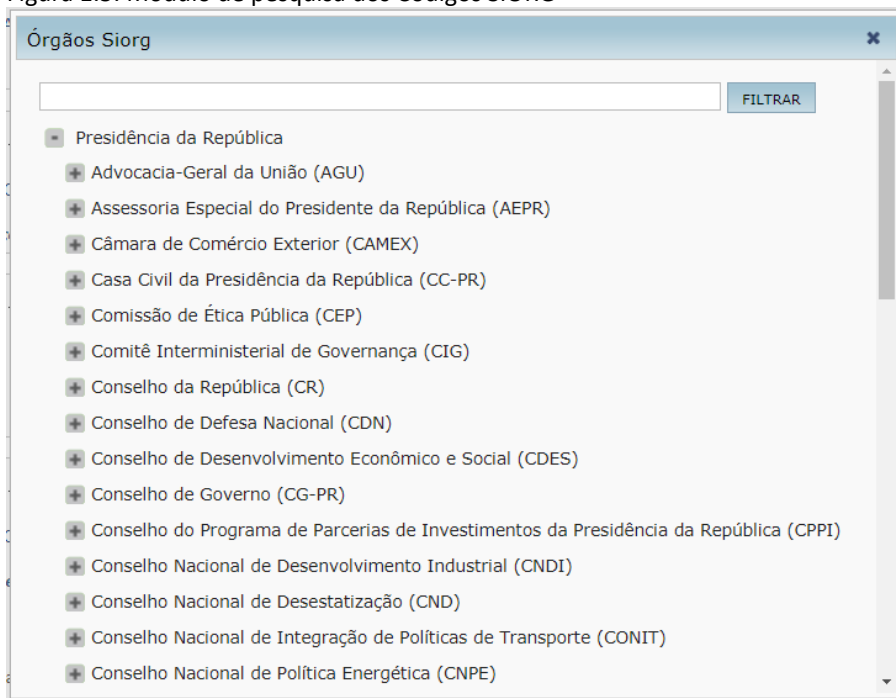 Órgãos Siorg
FILTRAR
Presidência da República
Advocacia-Geral da União (AGU)
Assessoria Especial do Presidente da República (AEPR)
Câmara de Comércio Exterior (CAMEX)
Casa Civil da Presidência da República (CC-PR)
Comissão de Ética Pública (CEP)
Comitê Interministerial de Governança (CIG)
Conselho da República (CR)
Conselho de Defesa Nacional (CDN)
Conselho de Desenvolvimento Econômico e Social (CDES)
Conselho de Governo (CG-PR)
Conselho do Programa de Parcerias de Investimentos da Presidência da República (CPPI)
Conselho Nacional de Desenvolvimento Industrial (CNDI)
Conselho Nacional de Desestatização (CND)
Conselho Nacional de Integração de Políticas de Transporte (CONIT)
Conselho Nacional de Política Energética (CNPE)